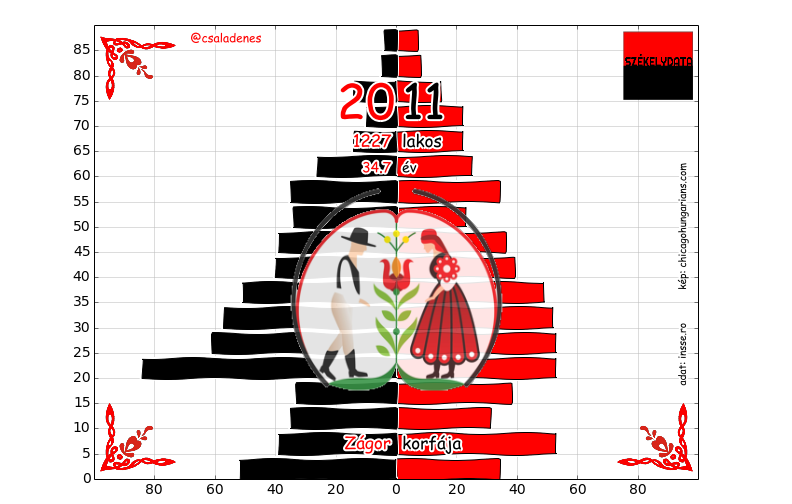 @csaladenes
SZÉKELYDATA
2011
1227 lakos
34.7 év
Zágor korfája
kép: chicagohungarians.com
adat: insse.ro
85
80
75
70
65
60
55
50
45
40
35
30
25
20
15
10
5
0
80 60 40 20 0 20 40 60 80